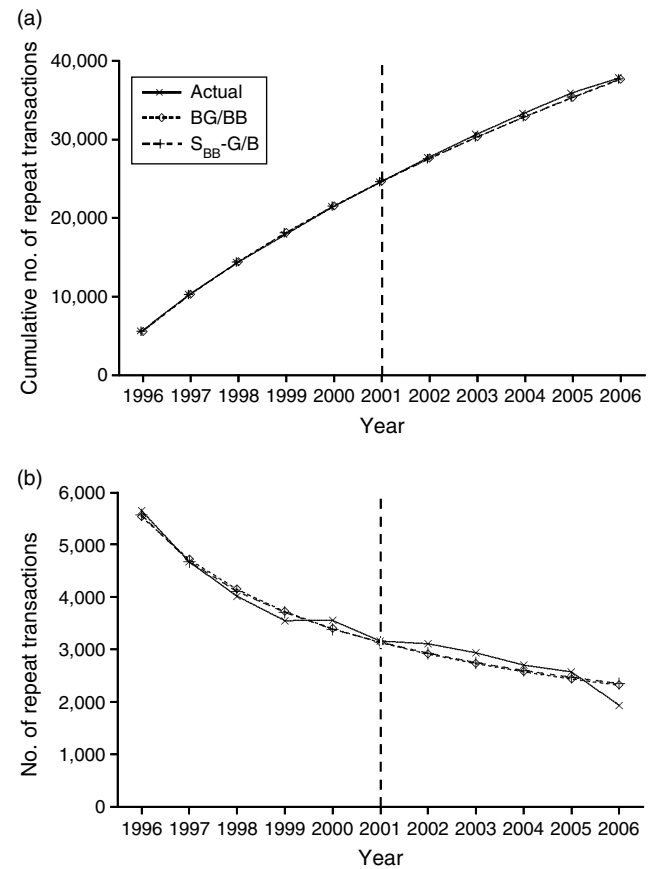 (a)
Cumulative no. of repeat transactions
40,000
30,000
20,000
10,000
0
Actual
BG/BB
S_BB-G/B
1996 1997 1998 1999 2000 2001 2002 2003 2004 2005 2006
Year
(b)
No. of repeat transactions
6,000
5,000
4,000
3,000
2,000
1,000
0
1996 1997 1998 1999 2000 2001 2002 2003 2004 2005 2006
Year